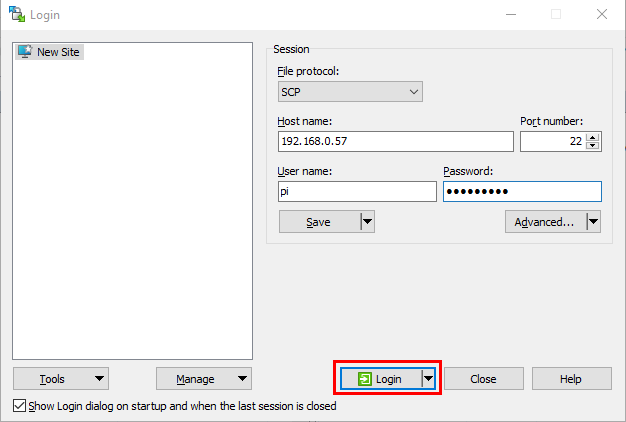 Login
New Site
Session
File protocol:
SCP
Host name:
Port number:
192.168.0.57
22
User name:
Password:
pi
●●●●●●●●●
Save
Advanced...
Tools
Manage
Login
Close
Help
Show Login dialog on startup and when the last session is closed